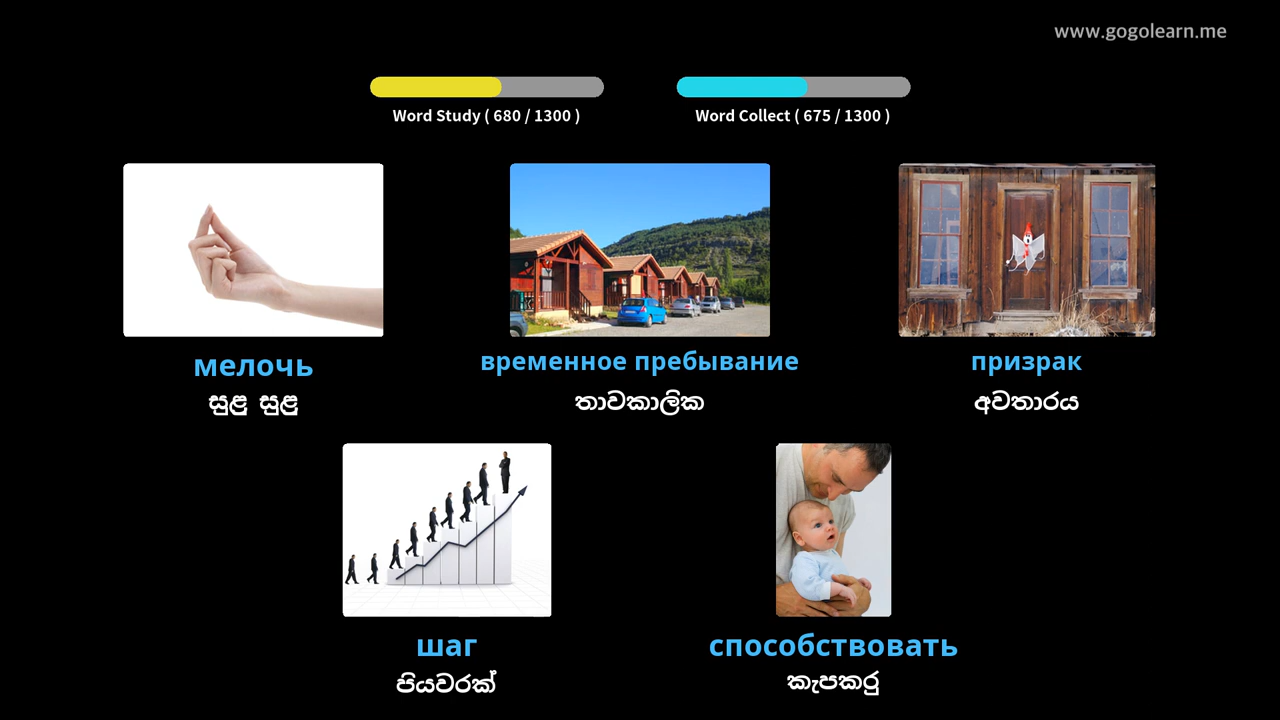 www.gogolearn.me
Word Study ( 680 / 1300 )
Word Collect ( 675 / 1300 )
мелочь
සුළු සුළු
временное пребывание
තාවකාලික
призрак
අවතාරය
шаг
පියවරක්
способствовать
කැපකරු